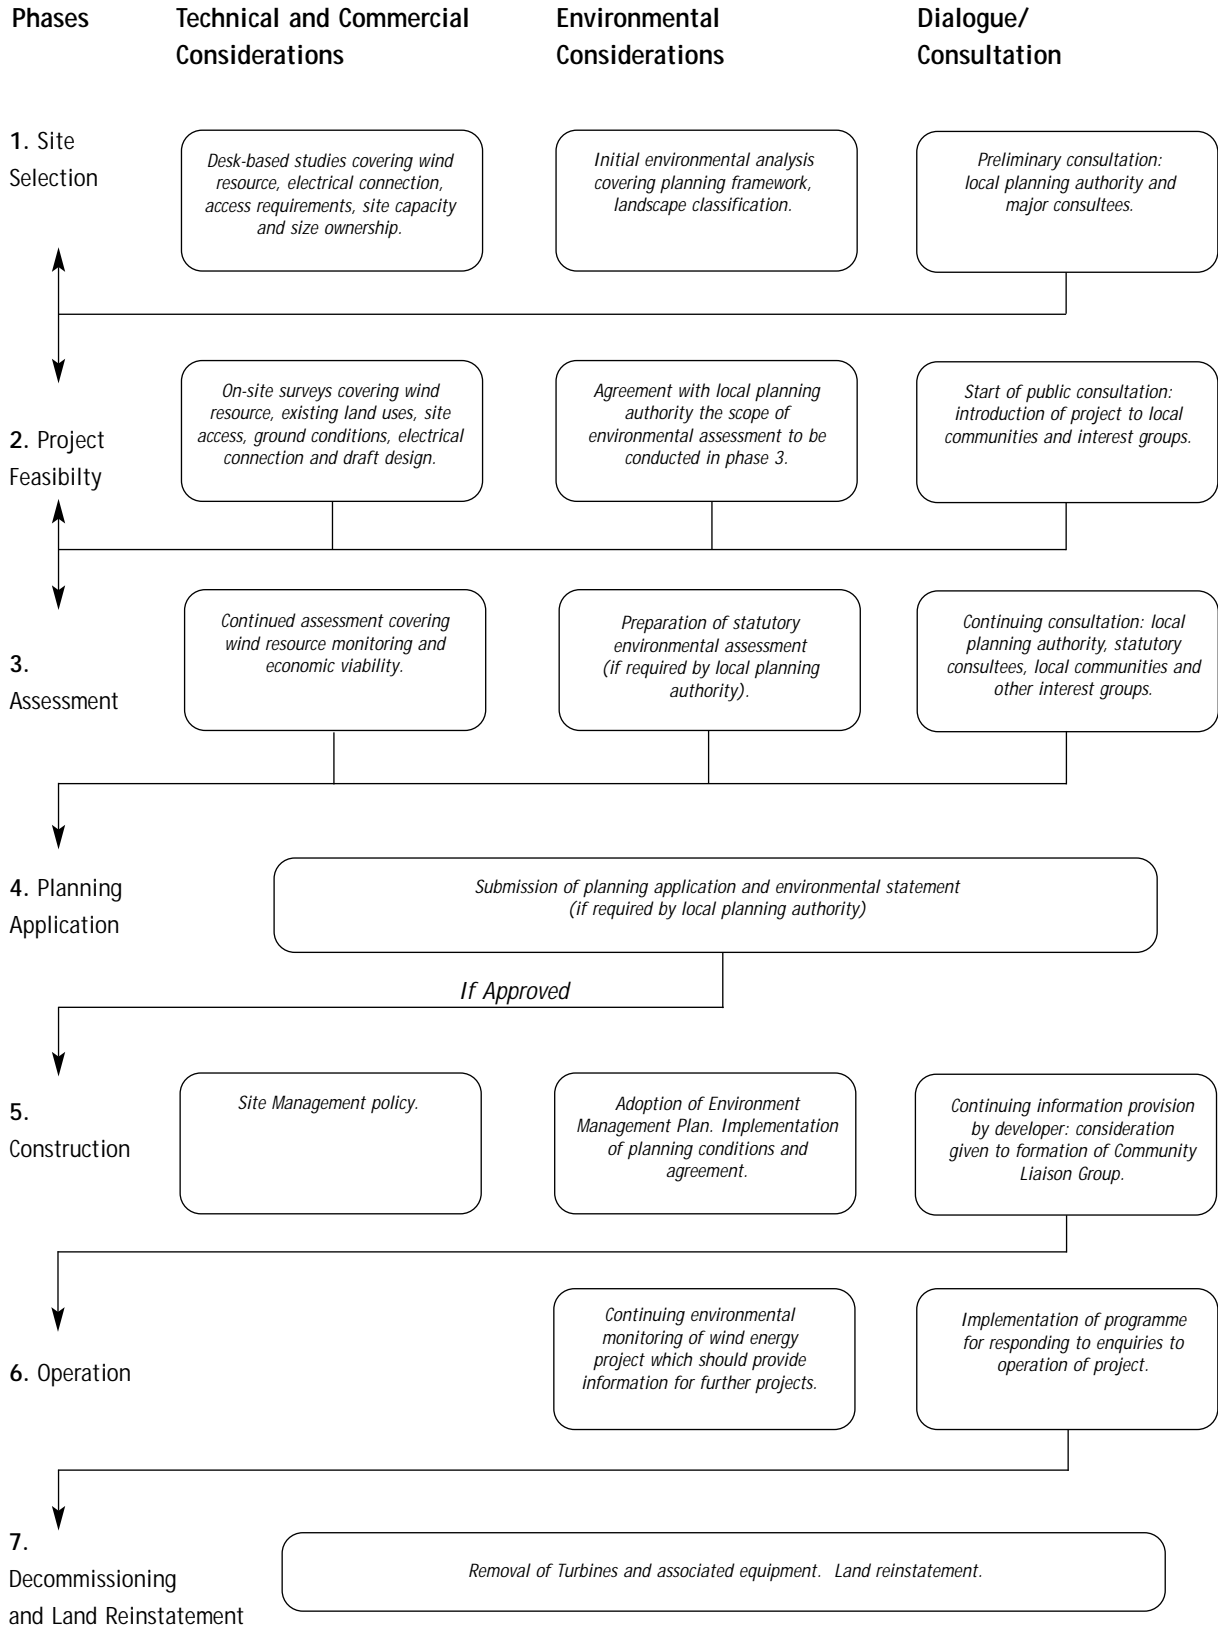 Phases
Technical and Commercial
Considerations
Environmental
Considerations
Dialogue/
Consultation
1. Site
Selection
Desk-based studies covering wind
resource, electrical connection,
access requirements, site capacity
and size ownership.
Initial environmental analysis
covering planning framework,
landscape classification.
Preliminary consultation:
local planning authority and
major consultees.
2. Project
Feasibilty
On-site surveys covering wind
resource, existing land uses, site
access, ground conditions, electrical
connection and draft design.
Agreement with local planning
authority the scope of
environmental assessment to be
conducted in phase 3.
Start of public consultation:
introduction of project to local
communities and interest groups.
3.
Assessment
Continued assessment covering
wind resource monitoring and
economic viability.
Preparation of statutory
environmental assessment
(if required by local planning
authority).
Continuing consultation: local
planning authority, statutory
consultees, local communities and
other interest groups.
4. Planning
Application
Submission of planning application and environmental statement
(if required by local planning authority)
If Approved
5.
Construction
Site Management policy.
Adoption of Environment
Management Plan. Implementation
of planning conditions and
agreement.
Continuing information provision
by developer: consideration
given to formation of Community
Liaison Group.
6. Operation
Continuing environmental
monitoring of wind energy
project which should provide
information for further projects.
Implementation of programme
for responding to enquiries to
operation of project.
7.
Decommissioning
and Land Reinstatement
Removal of Turbines and associated equipment. Land reinstatement.